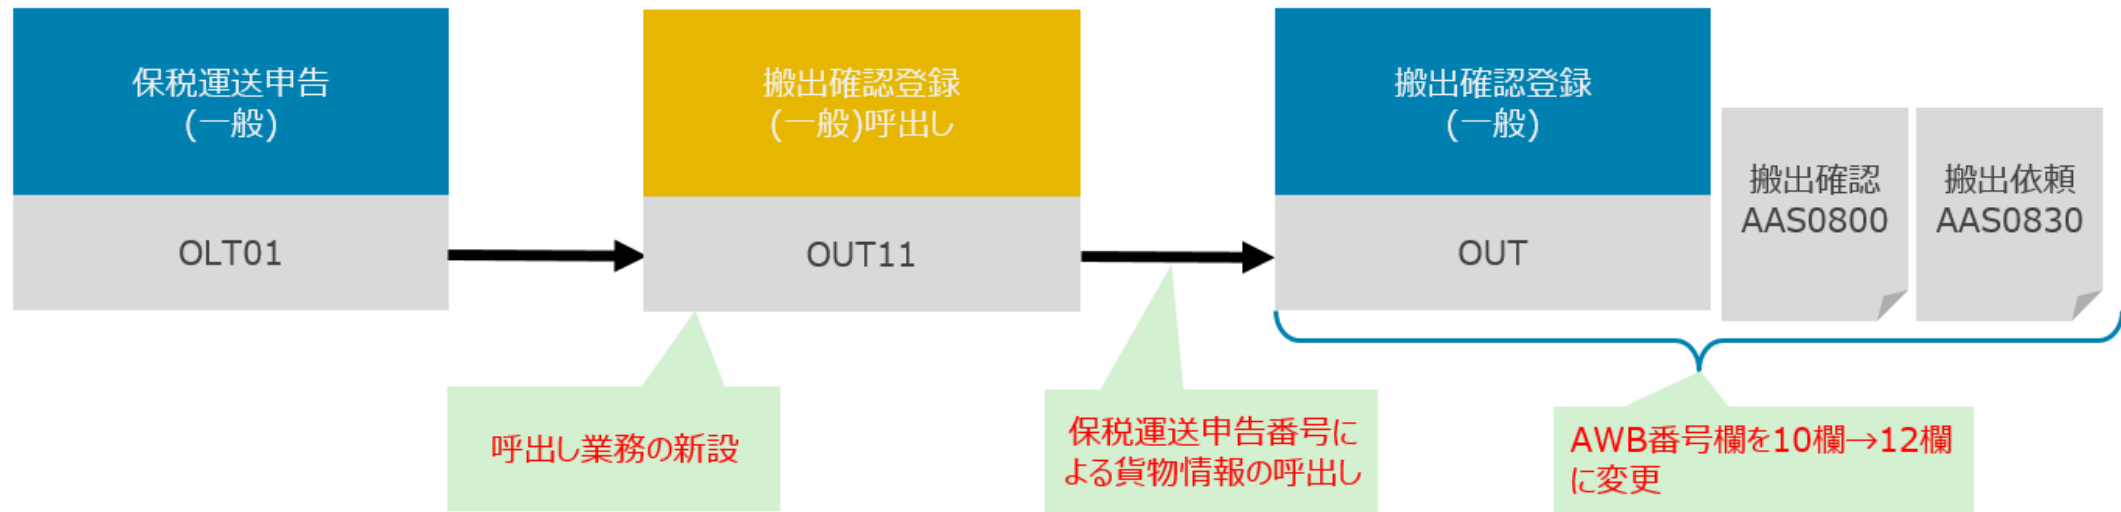 保税運送申告
(一般)
OLT01
搬出確認登録
(一般)呼出し
OUT11
搬出確認登録
(一般)
OUT
搬出確認
AAS0800
搬出依頼
AAS0830
呼出し業務の新設
保税運送申告番号に
よる貨物情報の呼出し
AWB番号欄を10欄→12欄
に変更